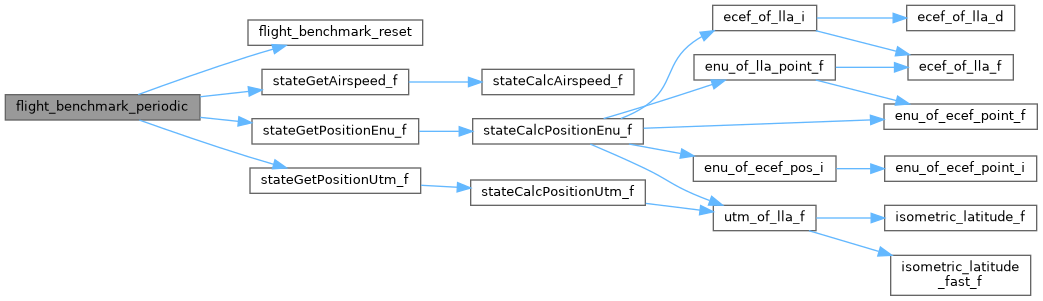 flight_benchmark_periodic
flight_benchmark_reset
stateGetAirspeed_f
stateGetPositionEnu_f
stateGetPositionUtm_f
stateCalcAirspeed_f
stateCalcPositionEnu_f
stateCalcPositionUtm_f
ecef_of_lla_i
enu_of_lla_point_f
enu_of_ecef_pos_i
utm_of_lla_f
ecef_of_lla_d
ecef_of_lla_f
enu_of_ecef_point_f
enu_of_ecef_point_i
isometric_latitude_f
isometric_latitude
_fast_f